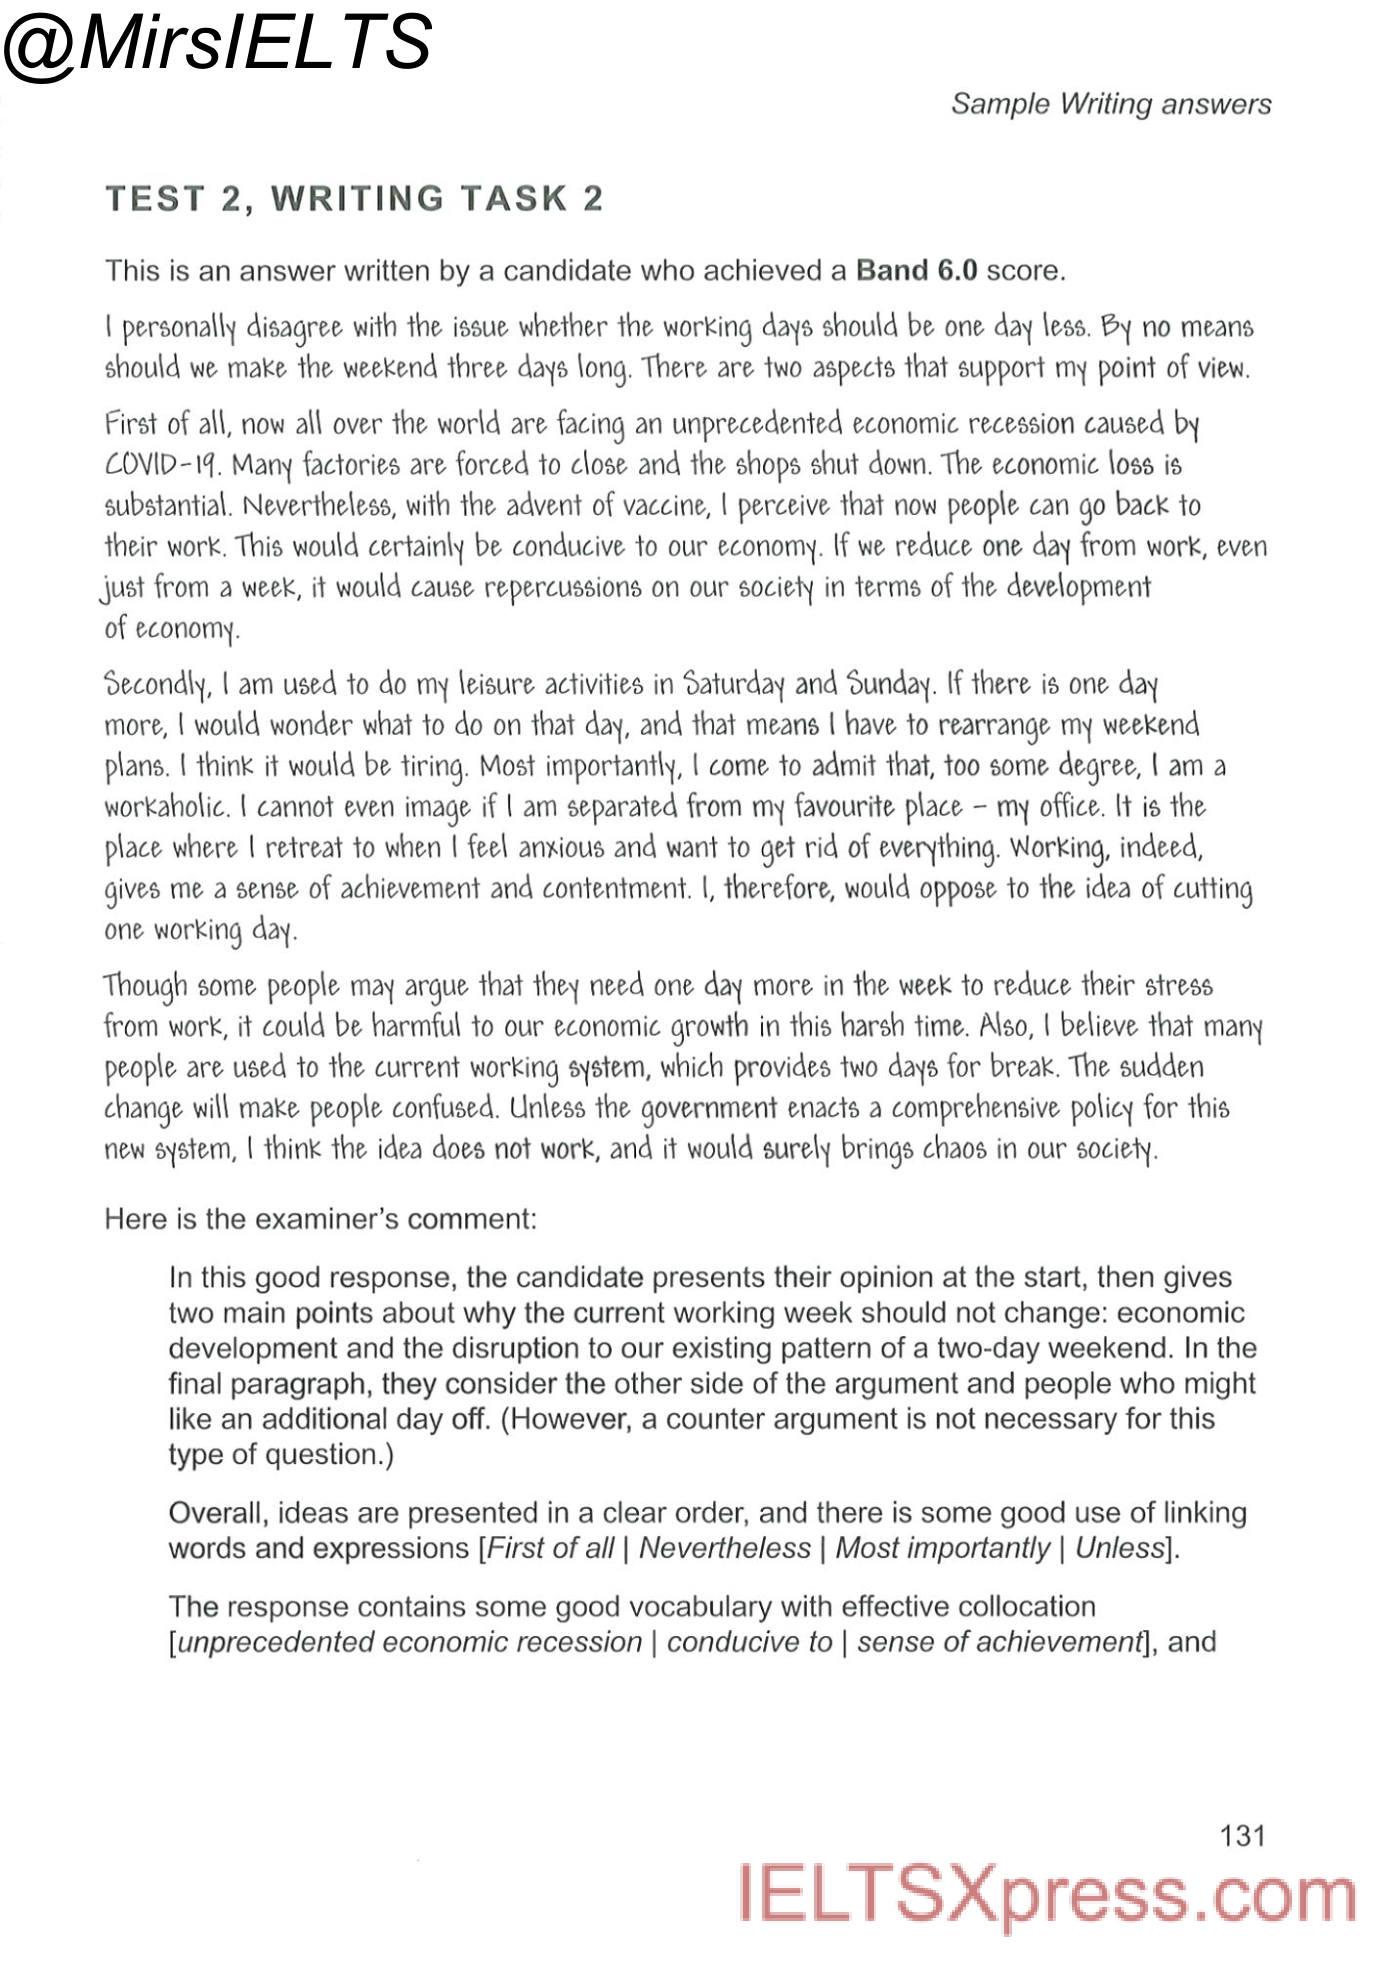 @MirsIELTS
Sample Writing answers
TEST 2, WRITING TASK 2
This is an answer written by a candidate who achieved a Band 6.0 score.
I personally disagree with the issue whether the working days should be one day less. By no means
should we make the weekend three days long. There are two aspects that support my point of view.
First of all, now all over the world are facing an unprecedented economic recession caused by
COVID-19. Many factories are forced to close and the shops shut down. The economic loss is
substantial. Nevertheless, with the advent of vaccine, I perceive that now people can go back to
their work. This would certainly be conducive to our economy. If we reduce one day from work, even
just from a week, it would cause repercussions on our society in terms of the development
of economy.
Secondly, I am used to do my leisure activities in Saturday and Sunday. If there is one day
more, I would wonder what to do on that day, and that means I have to rearrange my weekend
plans. I think it would be tiring. Most importantly, I come to admit that, too some degree, I am a
workaholic. I cannot even image if I am separated from my favourite place – my office. It is the
place where I retreat to when I feel anxious and want to get rid of everything. Working, indeed,
gives me a sense of achievement and contentment. I, therefore, would oppose to the idea of cutting
one working day.
Though some people may argue that they need one day more in the week to reduce their stress
from work, it could be harmful to our economic growth in this harsh time. Also, I believe that many
people are used to the current working system, which provides two days for break. The sudden
change will make people confused. Unless the government enacts a comprehensive policy for this
new system, I think the idea does not work, and it would surely brings chaos in our society.
Here is the examiner's comment:
In this good response, the candidate presents their opinion at the start, then gives
two main points about why the current working week should not change: economic
development and the disruption to our existing pattern of a two-day weekend. In the
final paragraph, they consider the other side of the argument and people who might
like an additional day off. (However, a counter argument is not necessary for this
type of question.)
Overall, ideas are presented in a clear order, and there is some good use of linking
words and expressions [First of all | Nevertheless | Most importantly | Unless].
The response contains some good vocabulary with effective collocation
[unprecedented economic recession | conducive to | sense of achievement], and
131
IELTSXpress.com